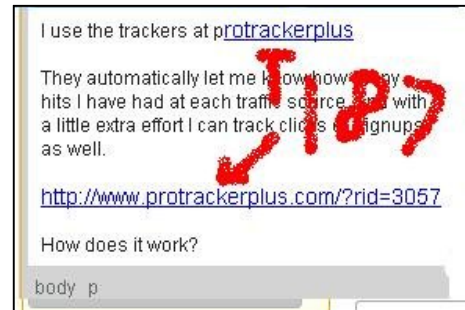 I use the trackers at protrackerplus
They automatically let me know how many
hits I have had at each traffic source. And with
a little extra effort I can track clicks signups
as well.
T187
http://www.protrackerplus.com/?rid=3057
How does it work?
body p